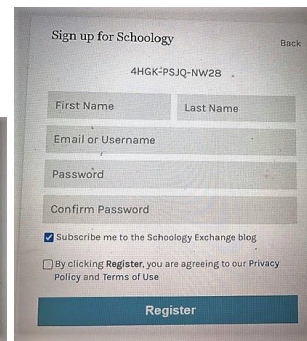 Sign up for Schoology
Back
4HGK-PSJQ-NW28
First Name
Last Name
Email or Username
Password
Confirm Password
Subscribe me to the Schoology Exchange blog
By clicking Register, you are agreeing to our Privacy
Policy and Terms of Use
Register